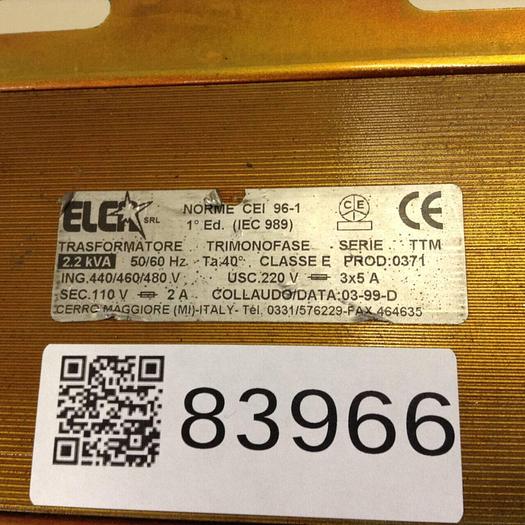 ELCA SRL
NORME CEI 96-1
1° Ed. (IEC 989)
CEI
CE
TRASFORMATORE TRIMONOFASE SERIE TTM
2.2 kVA 50/60 Hz. Ta.40° CLASSE E PROD:0371
ING.440/460/480 V USC.220 V 3x5 A
SEC.110 V 2 A COLLAUDO/DATA:03-99-D
CERRO MAGGIORE (MI)-ITALY- Tel. 0331/576229-FAX 464635
83966